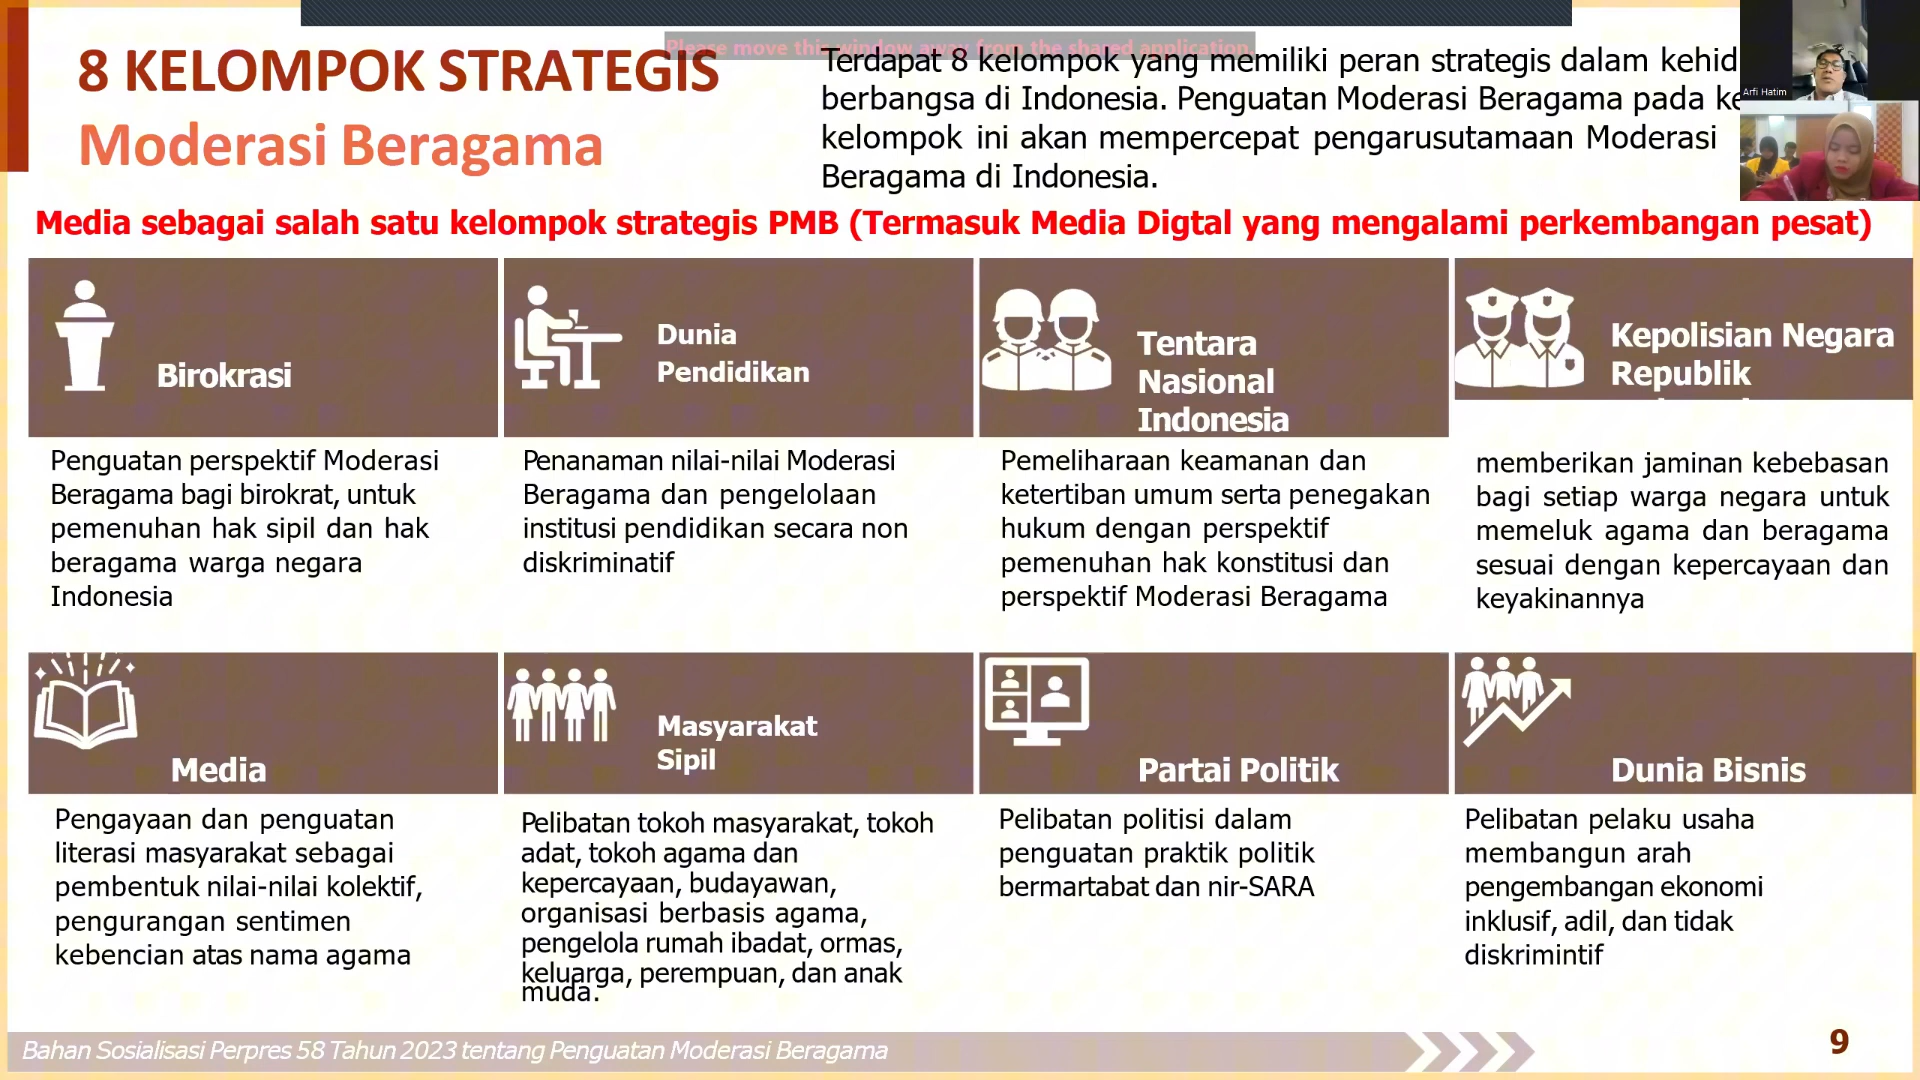 8 KELOMPOK STRATEGIS
Moderasi Beragama
Please move this window away from the shared application.
Terdapat 8 kelompok yang memiliki peran strategis dalam
berbangsa di Indonesia. Penguatan Moderasi Beragama pada
kelompok ini akan mempercepat pengarusutamaan Moderasi
Beragama di Indonesia.
Arfi Hatim
Media sebagai salah satu kelompok strategis PMB (Termasuk Media Digtal yang mengalami perkembangan pesat)
Birokrasi
Penguatan perspektif Moderasi
Beragama bagi birokrat, untuk
pemenuhan hak sipil dan hak
beragama warga negara
Indonesia
Dunia
Pendidikan
Penanaman nilai-nilai Moderasi
Beragama dan pengelolaan
institusi pendidikan secara non
diskriminatif
Tentara
Nasional
Indonesia
Pemeliharaan keamanan dan
ketertiban umum serta penegakan
hukum dengan perspektif
pemenuhan hak konstitusi dan
perspektif Moderasi Beragama
Kepolisian Negara
Republik
memberikan jaminan kebebasan
bagi setiap warga negara untuk
memeluk agama dan beragama
sesuai dengan kepercayaan dan
keyakinannya
Media
Pengayaan dan penguatan
literasi masyarakat sebagai
pembentuk nilai-nilai kolektif,
pengurangan sentimen
kebencian atas nama agama
Masyarakat
Sipil
Pelibatan tokoh masyarakat, tokoh
adat, tokoh agama dan
kepercayaan, budayawan,
organisasi berbasis agama,
pengelola rumah ibadat, ormas,
keluarga, perempuan, dan anak
muda.
Partai Politik
Pelibatan politisi dalam
penguatan praktik politik
bermartabat dan nir-SARA
Dunia Bisnis
Pelibatan pelaku usaha
membangun arah
pengembangan ekonomi
inklusif, adil, dan tidak
diskrimintif
Bahan Sosialisasi Perpres 58 Tahun 2023 tentang Penguatan Moderasi Beragama
9